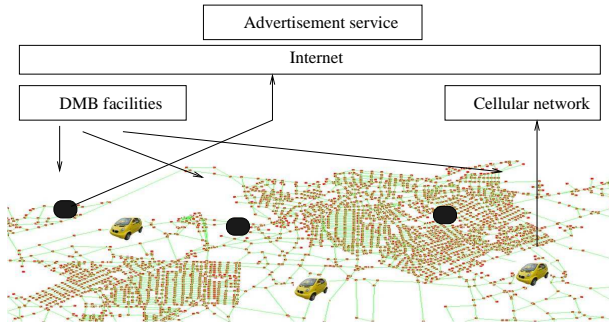 Advertisement service
Internet
DMB facilities
Cellular network